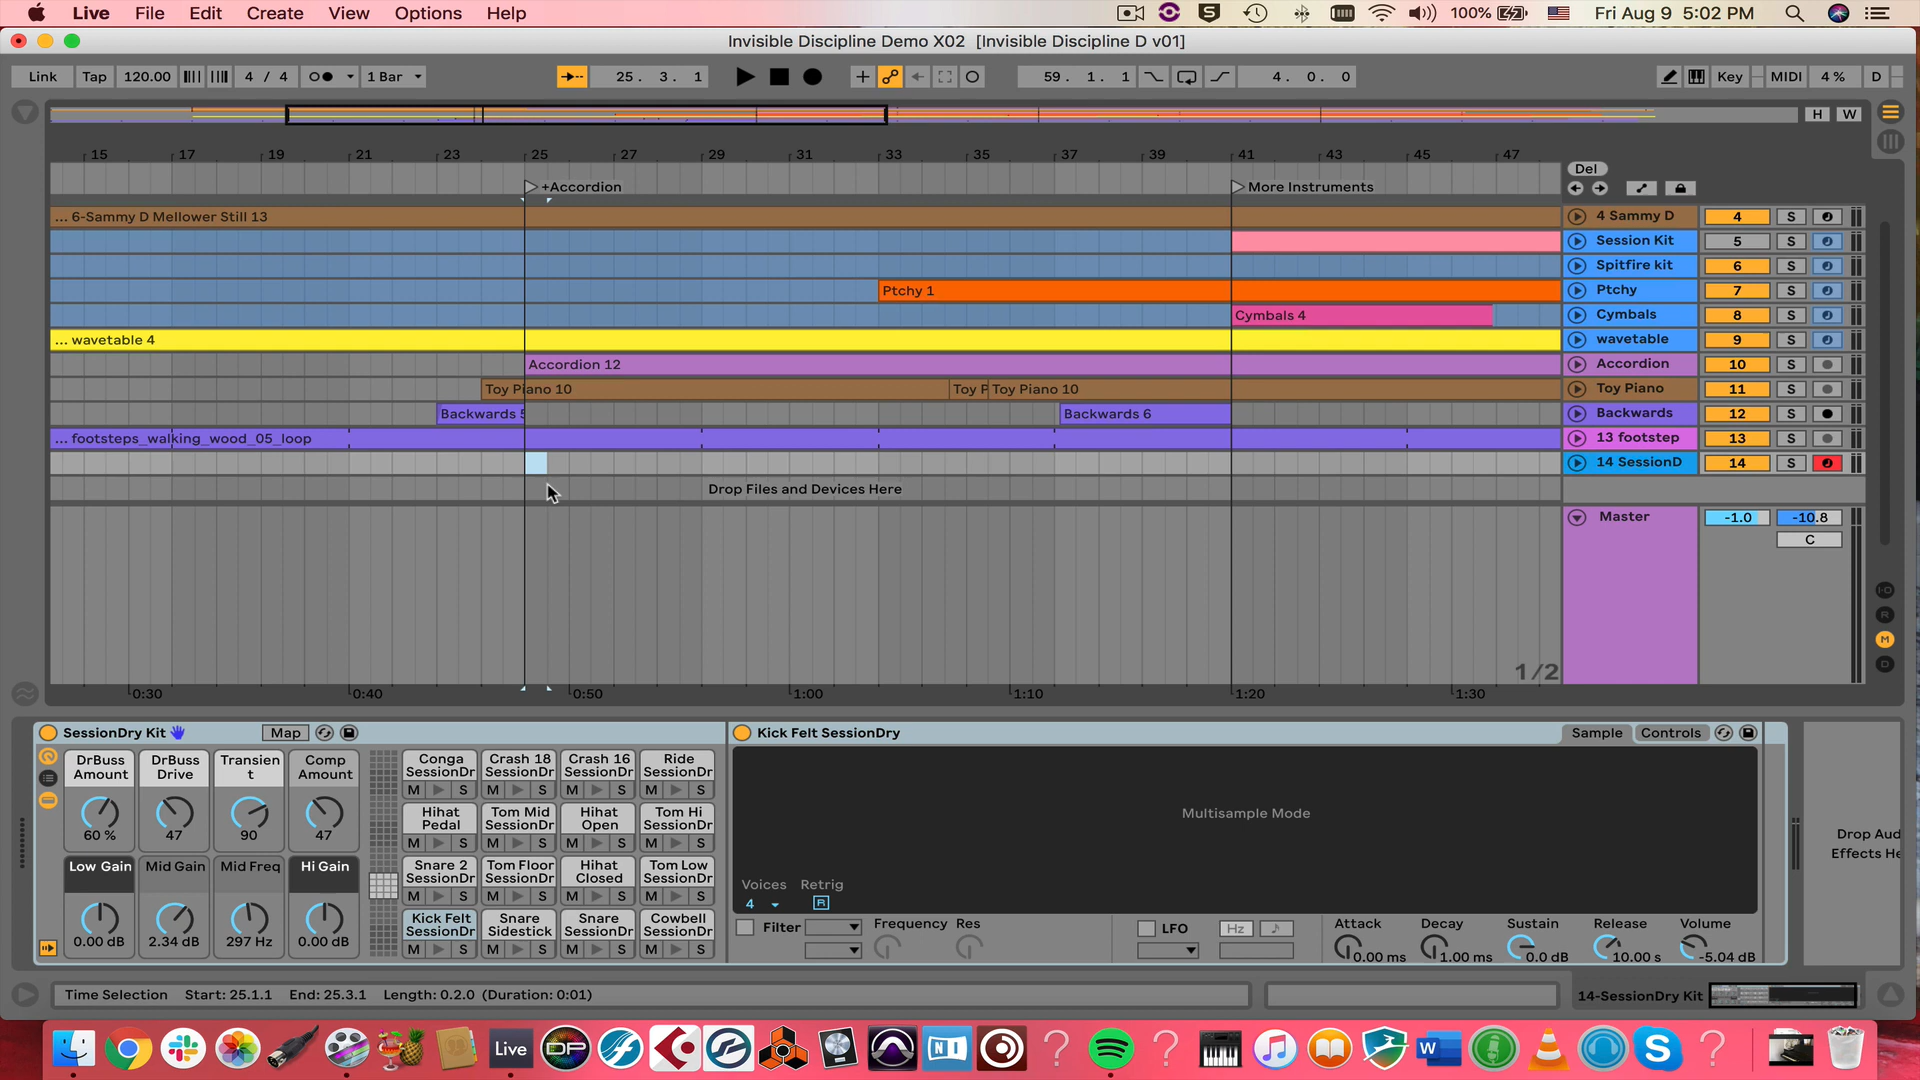 Live File Edit Create View Options Help 100% Fri Aug 9 5:02 PM
Invisible Discipline Demo X02 [Invisible Discipline D v01]
Link Tap 120.00 4 / 4 1 Bar 25. 3. 1 59. 1. 1 4. 0. 0 Key MIDI 4 % D
H W
15 17 19 21 23 25 27 29 31 33 35 37 39 41 43 45 47
Del
+Accordion More Instruments
... 6-Sammy D Mellower Still 13 4 Sammy D 4 S
Session Kit 5 S
Spitfire kit 6 S
Ptchy 1 Ptchy 7 S
Cymbals 4 Cymbals 8 S
... wavetable 4 wavetable 9 S
Accordion 12 Accordion 10 S
Toy Piano 10 Toy P Toy Piano 10 Toy Piano 11 S
Backwards 5 Backwards 6 Backwards 12 S
... footsteps_walking_wood_05_loop 13 footstep 13 S
14 SessionD 14 S
Drop Files and Devices Here
Master -1.0 -10.8
C
I·O
R
M
D
1/2
0:30 0:40 0:50 1:00 1:10 1:20 1:30
SessionDry Kit Map Kick Felt SessionDry Sample Controls
DrBuss Amount DrBuss Drive Transien t Comp Amount
60 % 47 90 47
Low Gain Mid Gain Mid Freq Hi Gain
0.00 dB 2.34 dB 297 Hz 0.00 dB
Conga SessionDr Crash 18 SessionDr Crash 16 SessionDr Ride SessionDr
M S M S M S M S
Hihat Pedal Tom Mid SessionDr Hihat Open Tom Hi SessionDr
M S M S M S M S
Snare 2 SessionDr Tom Floor SessionDr Hihat Closed Tom Low SessionDr
M S M S M S M S
Kick Felt SessionDr Snare Sidestick Snare SessionDr Cowbell SessionDr
M S M S M S M S
Multisample Mode
Voices Retrig
4 R
Filter Frequency Res LFO Hz Attack Decay Sustain Release Volume
0.00 ms 1.00 ms 0.0 dB 10.00 s -5.04 dB
Drop Aud
Effects He
Time Selection Start: 25.1.1 End: 25.3.1 Length: 0.2.0 (Duration: 0:01) 14-SessionDry Kit
Live DP NI W S